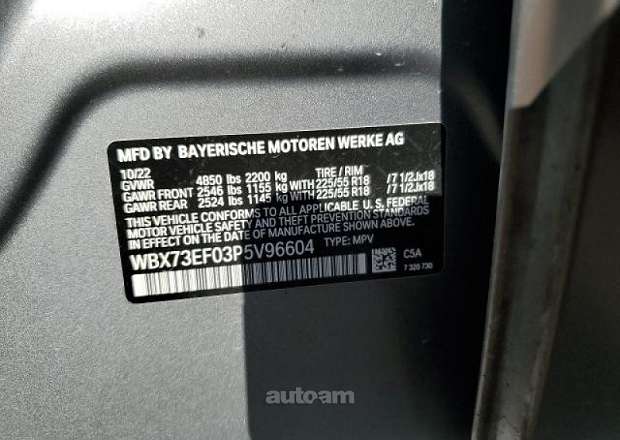 MFD BY BAYERISCHE MOTOREN WERKE AG
10/22 TIRE / RIM
GVWR 4850 lbs 2200 kg
GAWR FRONT 2546 lbs 1155 kg WITH 225/55 R18 /7 1/2Jx18
GAWR REAR 2524 lbs 1145 kg WITH 225/55 R18 /7 1/2Jx18
THIS VEHICLE CONFORMS TO ALL APPLICABLE U.S. FEDERAL
MOTOR VEHICLE SAFETY AND THEFT PREVENTION STANDARDS
IN EFFECT ON THE DATE OF MANUFACTURE SHOWN ABOVE.
WBX73EF03P5V96604 TYPE: MPV
C5A
7 320 730
autoam